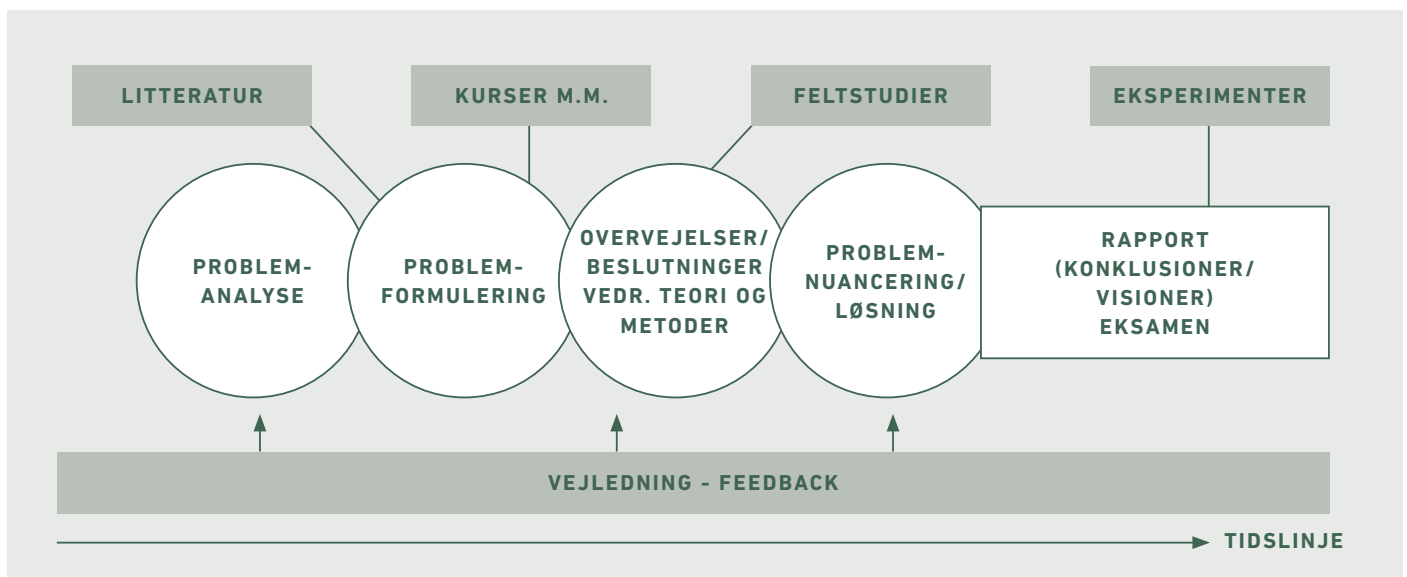 LITTERATUR
KURSER M.M.
FELTSTUDIER
EKSPERIMENTER
PROBLEM-
ANALYSE
PROBLEM-
FORMULERING
OVERVEJELSER/
BESLUTNINGER
VEDR. TEORI OG
METODER
PROBLEM-
NUANCERING/
LØSNING
RAPPORT
(KONKLUSIONER/
VISIONER)
EKSAMEN
VEJLEDNING - FEEDBACK
TIDSLINJE